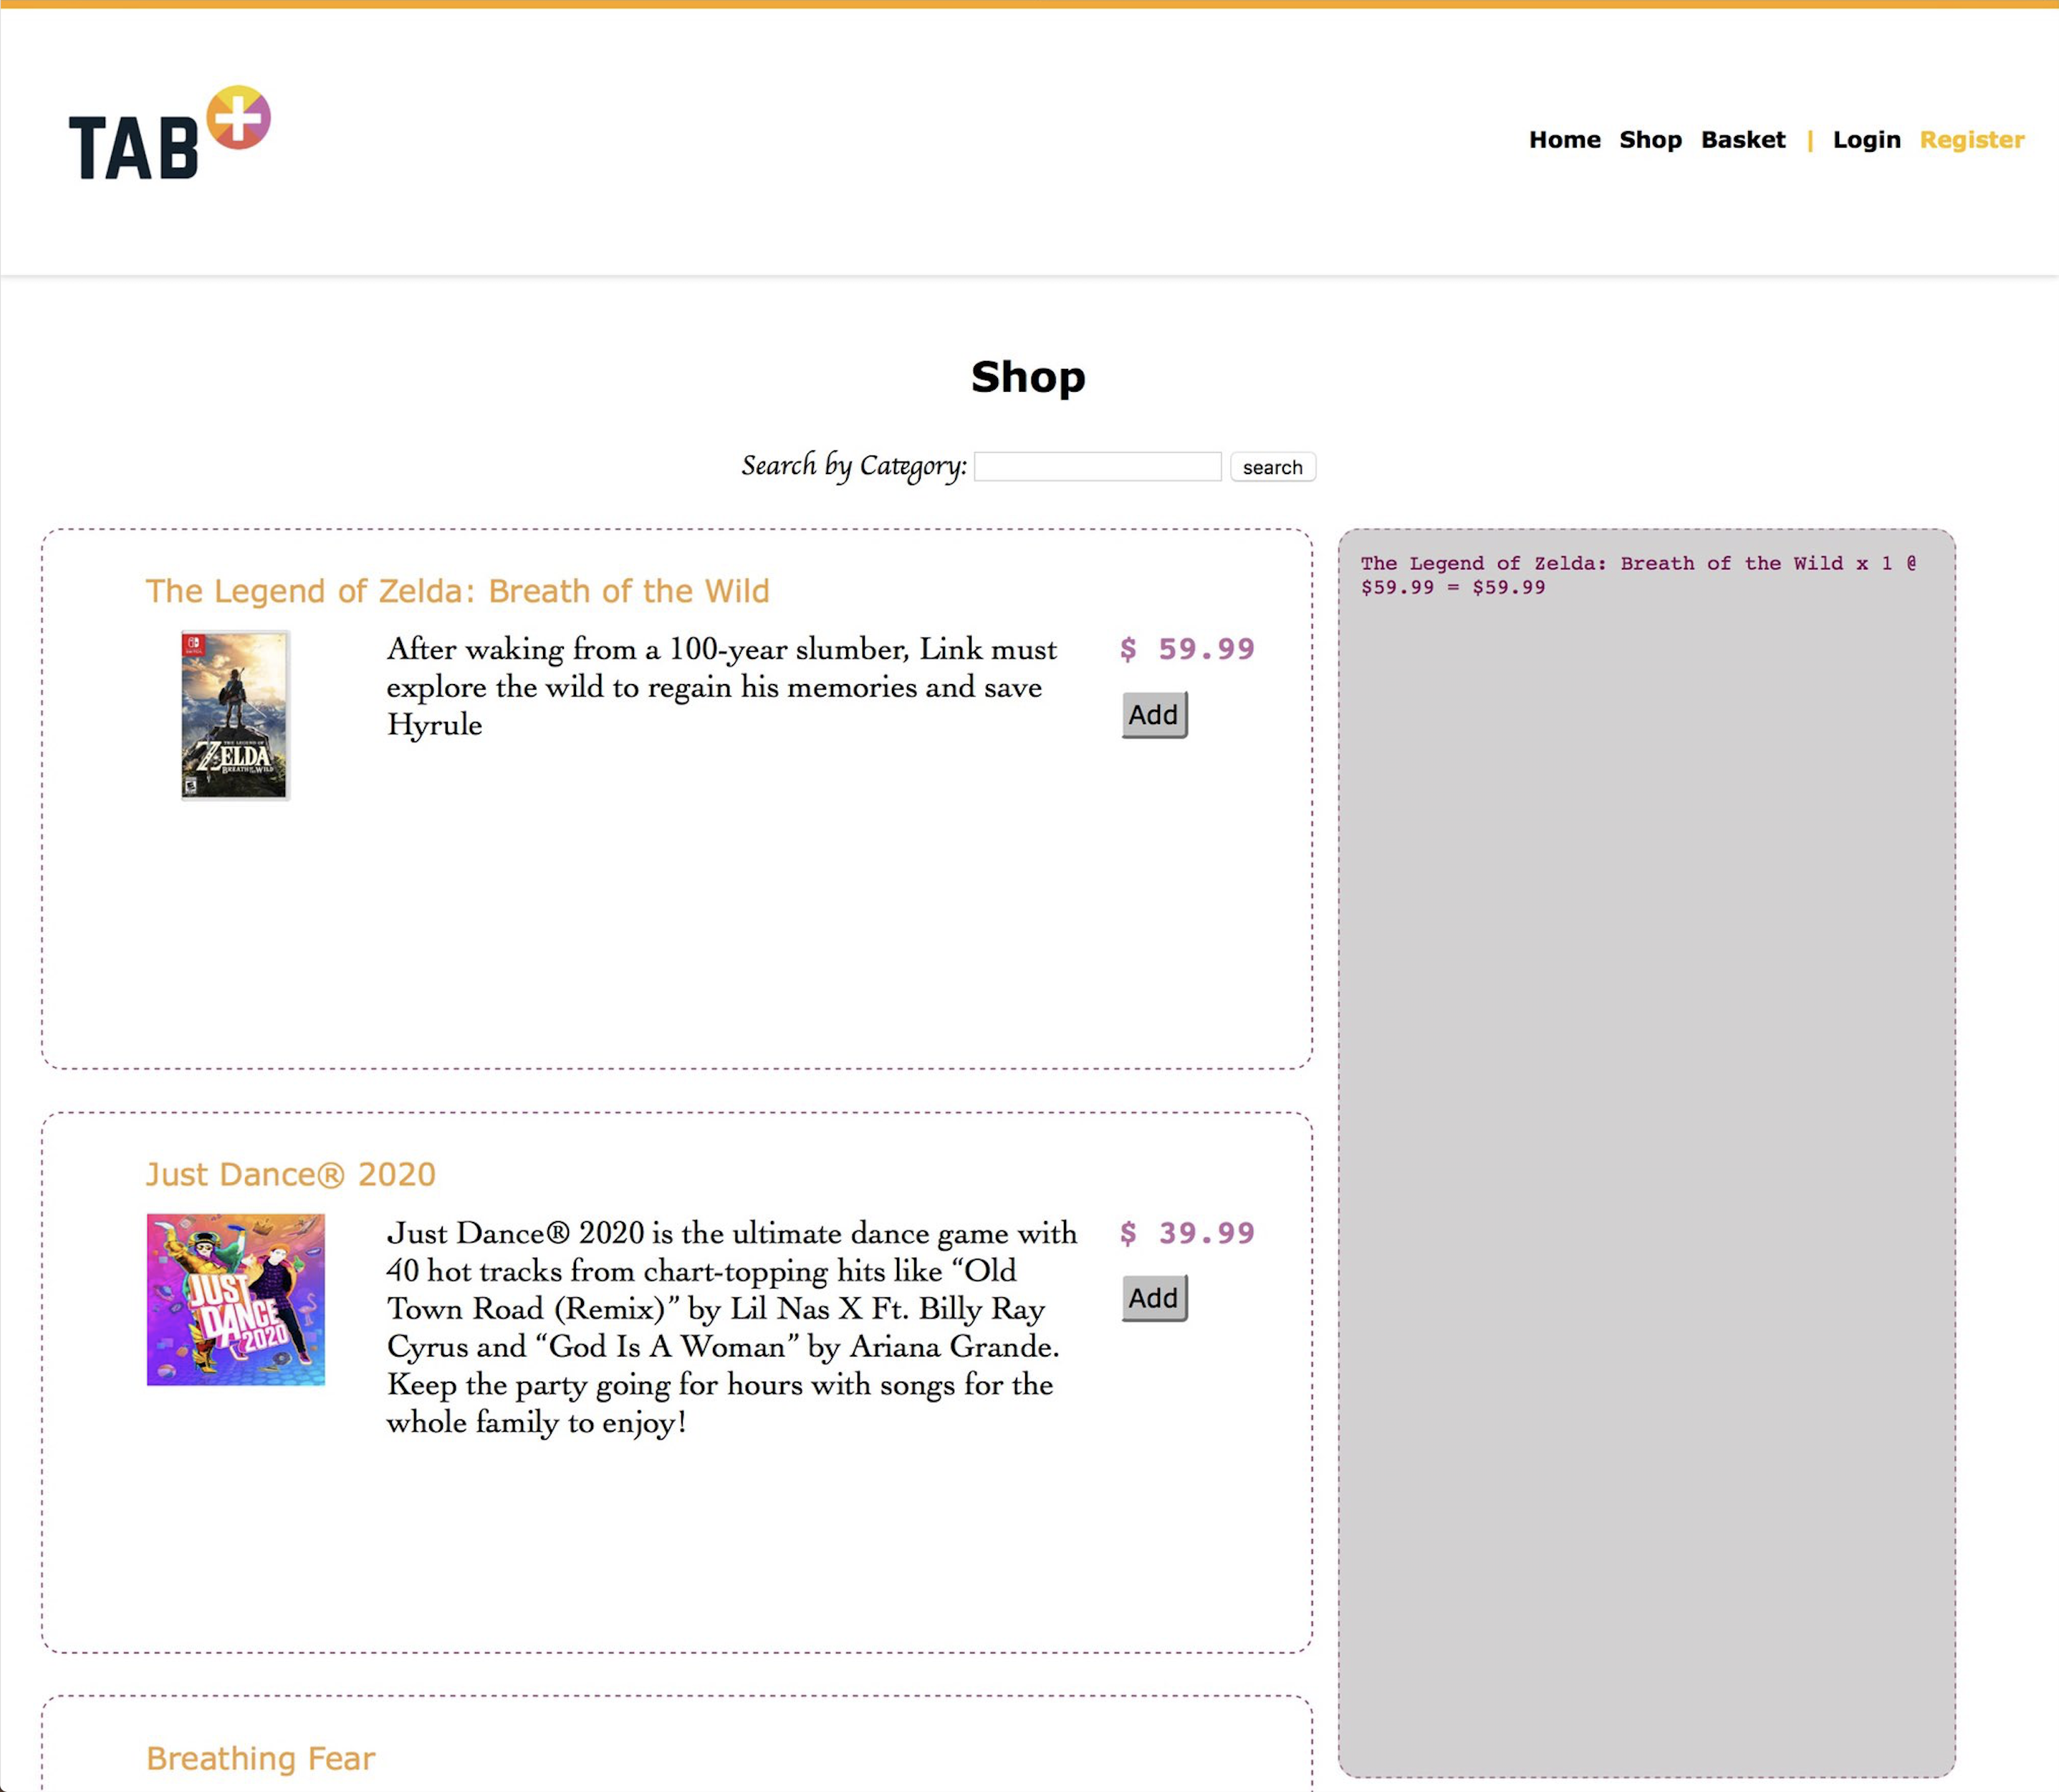 TAB
Home Shop Basket | Login Register
Shop
Search by Category: search
The Legend of Zelda: Breath of the Wild
THE LEGEND OF
ZELDA
BREATH OF THE WILD
After waking from a 100-year slumber, Link must
explore the wild to regain his memories and save
Hyrule
$ 59.99
Add
The Legend of Zelda: Breath of the Wild x 1 @
$59.99 = $59.99
Just Dance® 2020
JUST
DANCE
2020
Just Dance® 2020 is the ultimate dance game with
40 hot tracks from chart-topping hits like “Old
Town Road (Remix)” by Lil Nas X Ft. Billy Ray
Cyrus and “God Is A Woman” by Ariana Grande.
Keep the party going for hours with songs for the
whole family to enjoy!
$ 39.99
Add
Breathing Fear